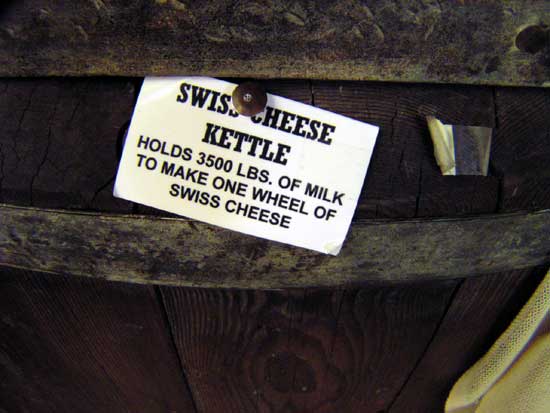 SWISS CHEESE
KETTLE
HOLDS 3500 LBS. OF MILK
TO MAKE ONE WHEEL OF
SWISS CHEESE